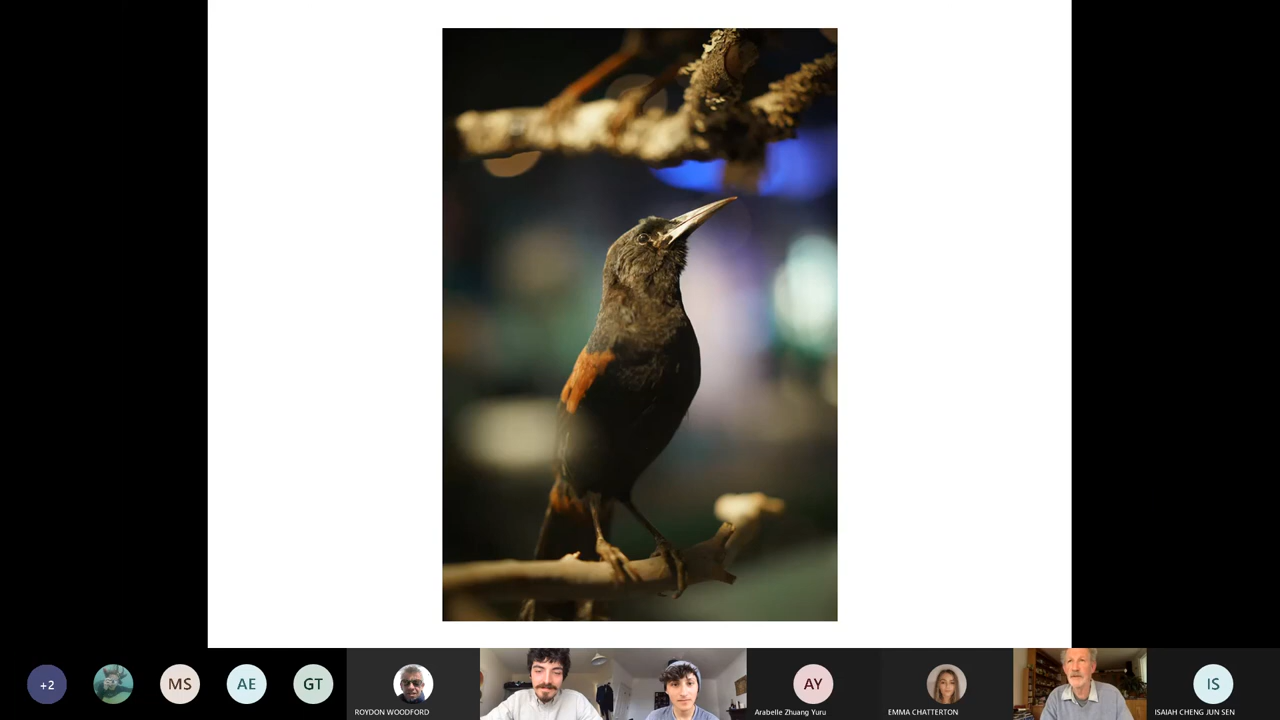 +2
MS
AE
GT
ROYDON WOODFORD
AY
Arabelle Zhuang Yuru
EMMA CHATTERTON
IS
ISAIAH CHENG JUN SEN